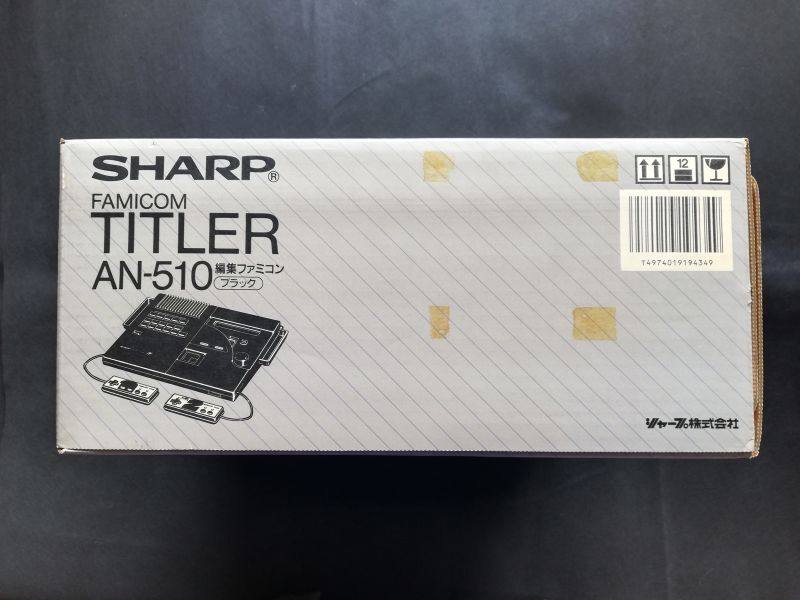 SHARP®
FAMICOM
TITLER
AN-510 編集ファミコン
ブラック
12
T4974019194349
シャープ株式会社